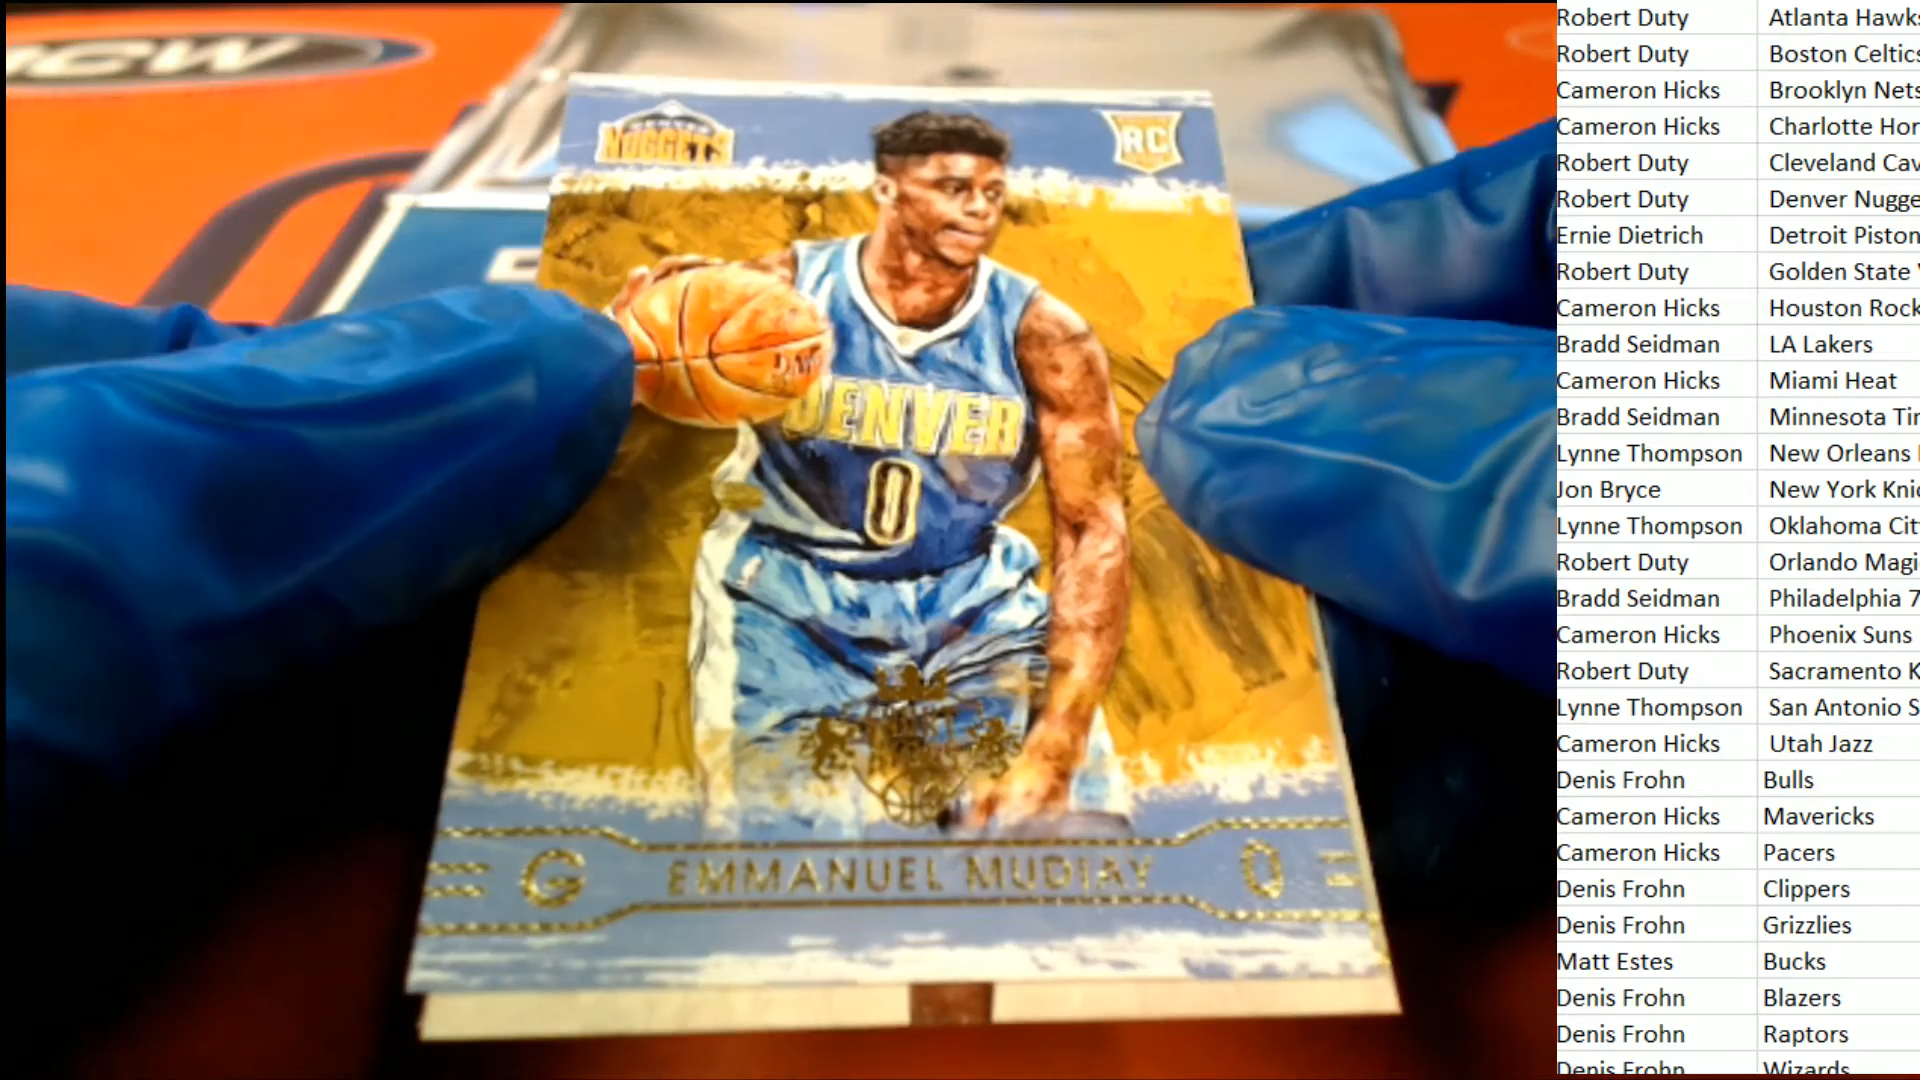 CW
DENVER
NUGGETS
RC
DENVER
0
G EMMANUEL MUDIAY 0
Robert Duty Atlanta Hawks
Robert Duty Boston Celtics
Cameron Hicks Brooklyn Nets
Cameron Hicks Charlotte Hor
Robert Duty Cleveland Cav
Robert Duty Denver Nugge
Ernie Dietrich Detroit Piston
Robert Duty Golden State
Cameron Hicks Houston Rock
Bradd Seidman LA Lakers
Cameron Hicks Miami Heat
Bradd Seidman Minnesota Tin
Lynne Thompson New Orleans
Jon Bryce New York Knic
Lynne Thompson Oklahoma Cit
Robert Duty Orlando Magi
Bradd Seidman Philadelphia 7
Cameron Hicks Phoenix Suns
Robert Duty Sacramento K
Lynne Thompson San Antonio S
Cameron Hicks Utah Jazz
Denis Frohn Bulls
Cameron Hicks Mavericks
Cameron Hicks Pacers
Denis Frohn Clippers
Denis Frohn Grizzlies
Matt Estes Bucks
Denis Frohn Blazers
Denis Frohn Raptors
Denis Frohn Wizards